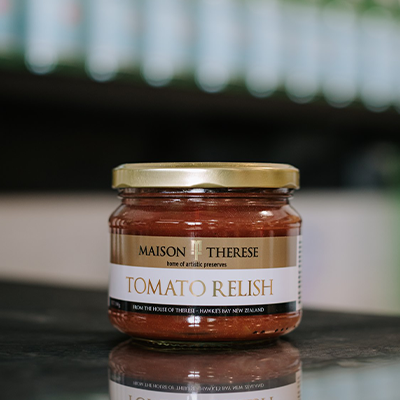 MAISON THERESE
home of artistic preserves
TOMATO RELISH
FROM THE HOUSE OF THERESE - HAWKE'S BAY NEW ZEALAND